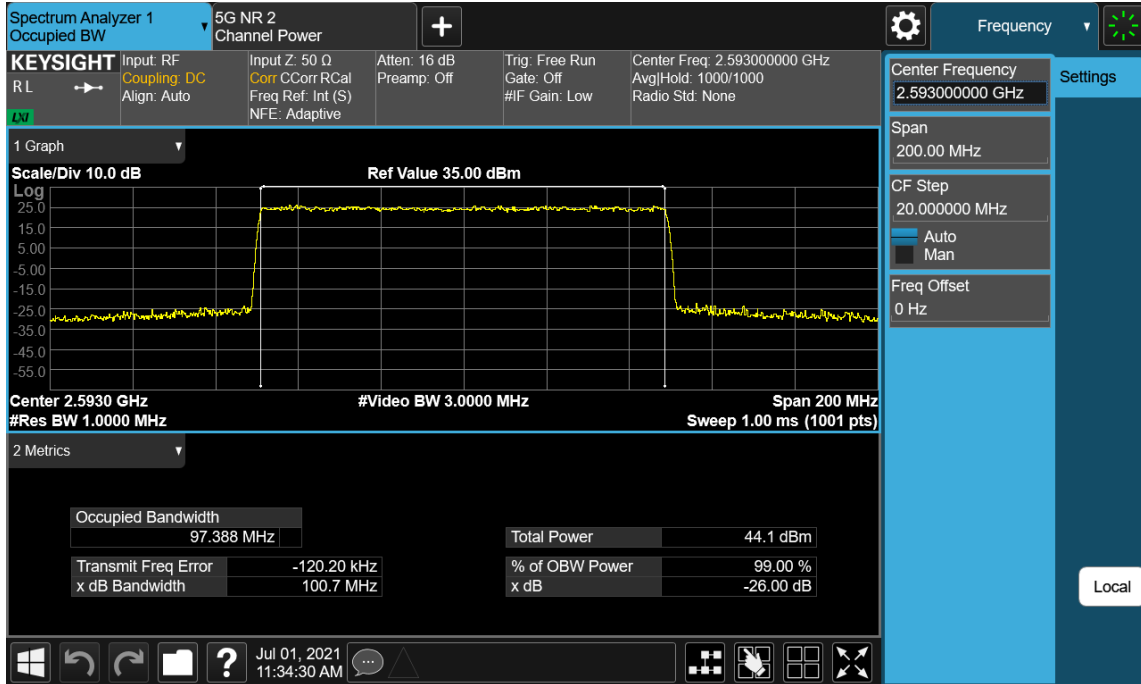 Spectrum Analyzer 1
Occupied BW
5G NR 2
Channel Power
Frequency
KEYSIGHT
R L
LXI
Input: RF
Coupling: DC
Align: Auto
Input Z: 50 Ω
Corr CCorr RCal
Freq Ref: Int (S)
NFE: Adaptive
Atten: 16 dB
Preamp: Off
Trig: Free Run
Gate: Off
#IF Gain: Low
Center Freq: 2.593000000 GHz
Avg|Hold: 1000/1000
Radio Std: None
Center Frequency
2.593000000 GHz
Settings
Span
200.00 MHz
CF Step
20.000000 MHz
Auto
Man
Freq Offset
0 Hz
Local
1 Graph
Scale/Div 10.0 dB
Ref Value 35.00 dBm
Log
25.0
15.0
5.00
-5.00
-15.0
-25.0
-35.0
-45.0
-55.0
Center 2.5930 GHz
#Video BW 3.0000 MHz
Span 200 MHz
#Res BW 1.0000 MHz
Sweep 1.00 ms (1001 pts)
2 Metrics
Occupied Bandwidth
97.388 MHz
Total Power 44.1 dBm
Transmit Freq Error -120.20 kHz
% of OBW Power 99.00 %
x dB Bandwidth 100.7 MHz
x dB -26.00 dB
?
Jul 01, 2021
11:34:30 AM